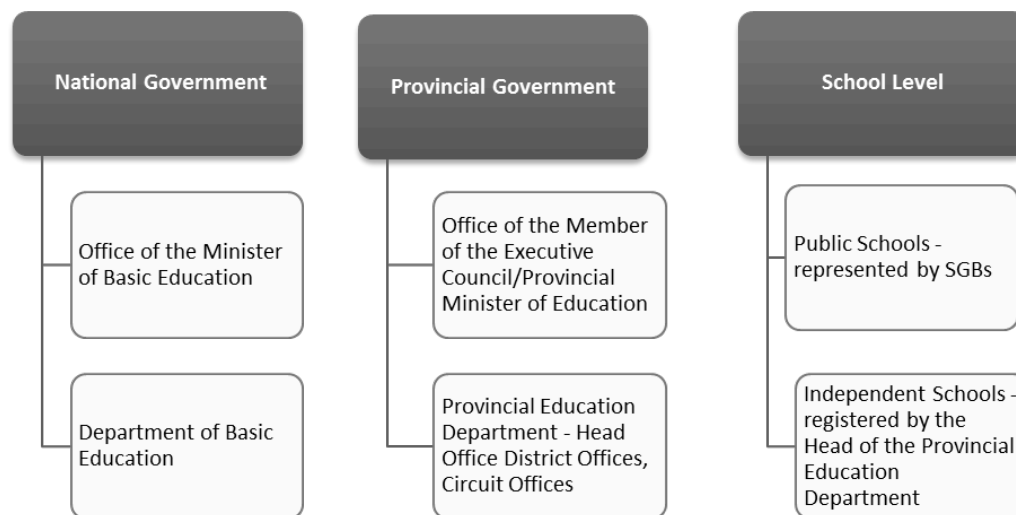 National Government
Office of the Minister
of Basic Education
Department of Basic
Education
Provincial Government
Office of the Member
of the Executive
Council/Provincial
Minister of Education
Provincial Education
Department - Head
Office District Offices,
Circuit Offices
School Level
Public Schools -
represented by SGBs
Independent Schools -
registered by the
Head of the Provincial
Education
Department